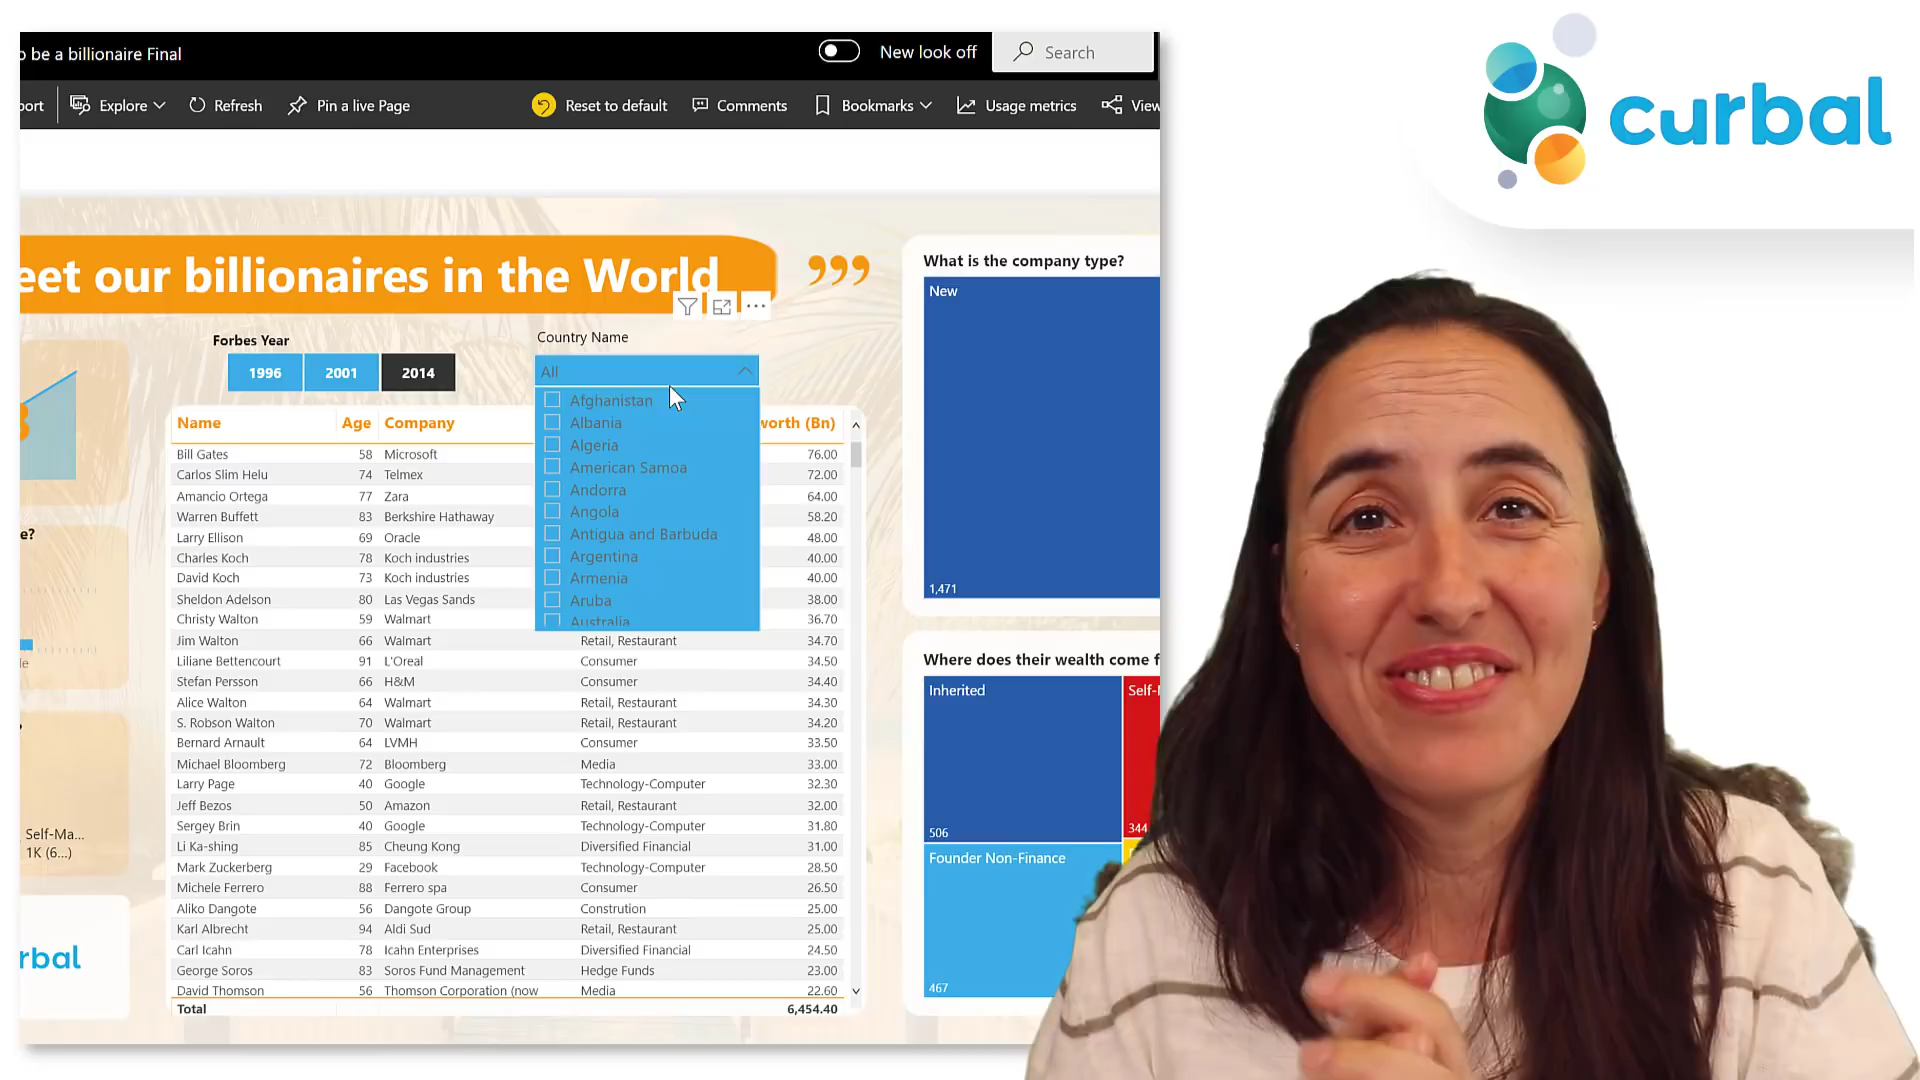 o be a billionaire Final
New look off
Search
ort
Explore
Refresh
Pin a live Page
Reset to default
Comments
Bookmarks
Usage metrics
View
curbal
eet our billionaires in the World
Forbes Year
1996 2001 2014
Country Name
All
Afghanistan
Albania
Algeria
American Samoa
Andorra
Angola
Antigua and Barbuda
Argentina
Armenia
Aruba
Australia
Name Age Company worth (Bn)
Bill Gates 58 Microsoft 76.00
Carlos Slim Helu 74 Telmex 72.00
Amancio Ortega 77 Zara 64.00
Warren Buffett 83 Berkshire Hathaway 58.20
Larry Ellison 69 Oracle 48.00
Charles Koch 78 Koch industries 40.00
David Koch 73 Koch industries 40.00
Sheldon Adelson 80 Las Vegas Sands 38.00
Christy Walton 59 Walmart 36.70
Jim Walton 66 Walmart Retail, Restaurant 34.70
Liliane Bettencourt 91 L'Oreal Consumer 34.50
Stefan Persson 66 H&M Consumer 34.40
Alice Walton 64 Walmart Retail, Restaurant 34.30
S. Robson Walton 70 Walmart Retail, Restaurant 34.20
Bernard Arnault 64 LVMH Consumer 33.50
Michael Bloomberg 72 Bloomberg Media 33.00
Larry Page 40 Google Technology-Computer 32.30
Jeff Bezos 50 Amazon Retail, Restaurant 32.00
Sergey Brin 40 Google Technology-Computer 31.80
Li Ka-shing 85 Cheung Kong Diversified Financial 31.00
Mark Zuckerberg 29 Facebook Technology-Computer 28.50
Michele Ferrero 88 Ferrero spa Consumer 26.50
Aliko Dangote 56 Dangote Group Constrution 25.00
Karl Albrecht 94 Aldi Sud Retail, Restaurant 25.00
Carl Icahn 78 Icahn Enterprises Diversified Financial 24.50
George Soros 83 Soros Fund Management Hedge Funds 23.00
David Thomson 56 Thomson Corporation (now Media 22.60
Total 6,454.40
e?
le
?
Self-Ma...
1K (6...)
rbal
What is the company type?
New
1,471
Where does their wealth come f
Inherited
506
Self-
344
Founder Non-Finance
467